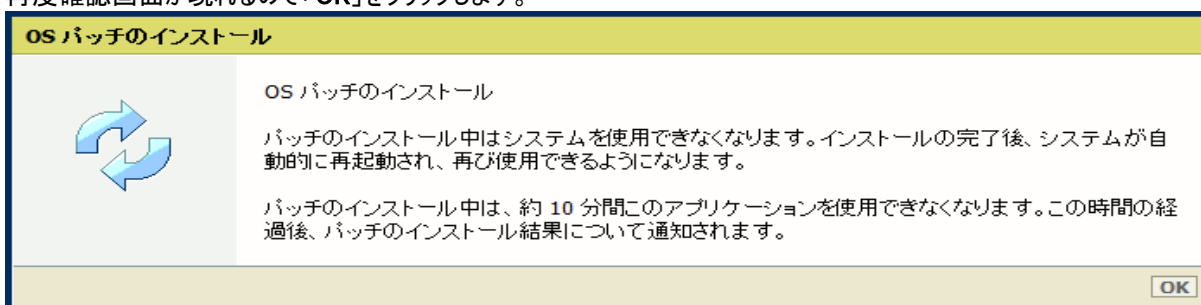 再度確認画面が現れるので「OK」をクリックします。
OS パッチのインストール
OS パッチのインストール
パッチのインストール中はシステムを使用できなくなります。インストールの完了後、システムが自
動的に再起動され、再び使用できるようになります。
パッチのインストール中は、約 10 分間このアプリケーションを使用できなくなります。この時間の経
過後、パッチのインストール結果について通知されます。
OK